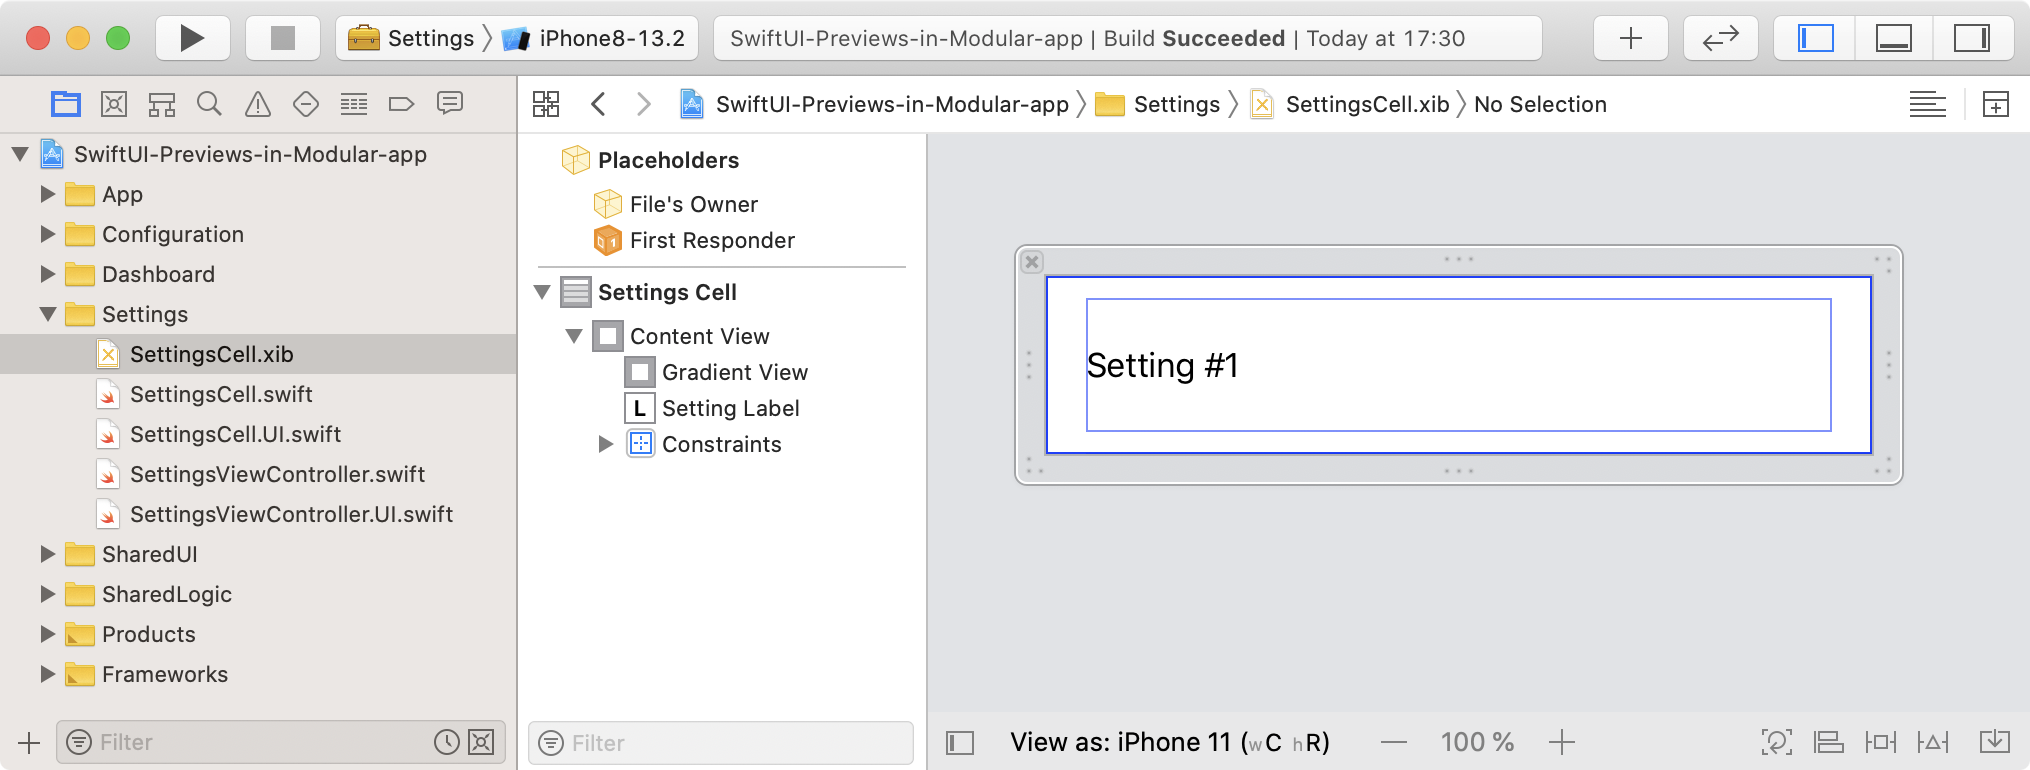 Settings iPhone8-13.2
SwiftUI-Previews-in-Modular-app | Build Succeeded | Today at 17:30
SwiftUI-Previews-in-Modular-app Settings SettingsCell.xib No Selection
SwiftUI-Previews-in-Modular-app
App
Configuration
Dashboard
Settings
SettingsCell.xib
SettingsCell.swift
SettingsCell.UI.swift
SettingsViewController.swift
SettingsViewController.UI.swift
SharedUI
SharedLogic
Products
Frameworks
Filter
Placeholders
File's Owner
First Responder
Settings Cell
Content View
Gradient View
L Setting Label
Constraints
Filter
Setting #1
View as: iPhone 11 (wC hR) 100 %